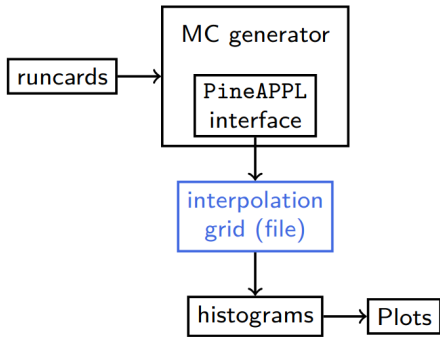 MC generator
runcards
PineAPPL
interface
interpolation
grid (file)
histograms
Plots